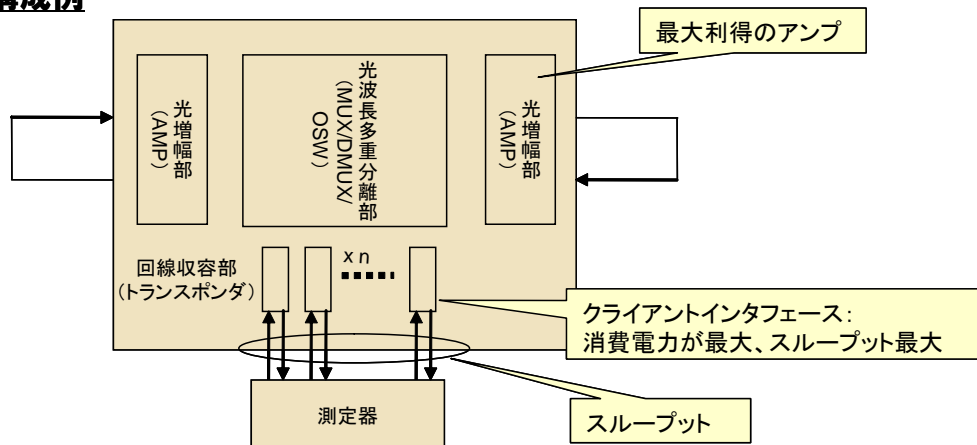 構成例
最大利得のアンプ
光増幅部
(AMP)
光波長多重分離部
(MUX/DMUX/
OSW)
光増幅部
(AMP)
回線収容部
(トランスポンダ)
x n
クライアントインタフェース:
消費電力が最大、スループット最大
測定器
スループット